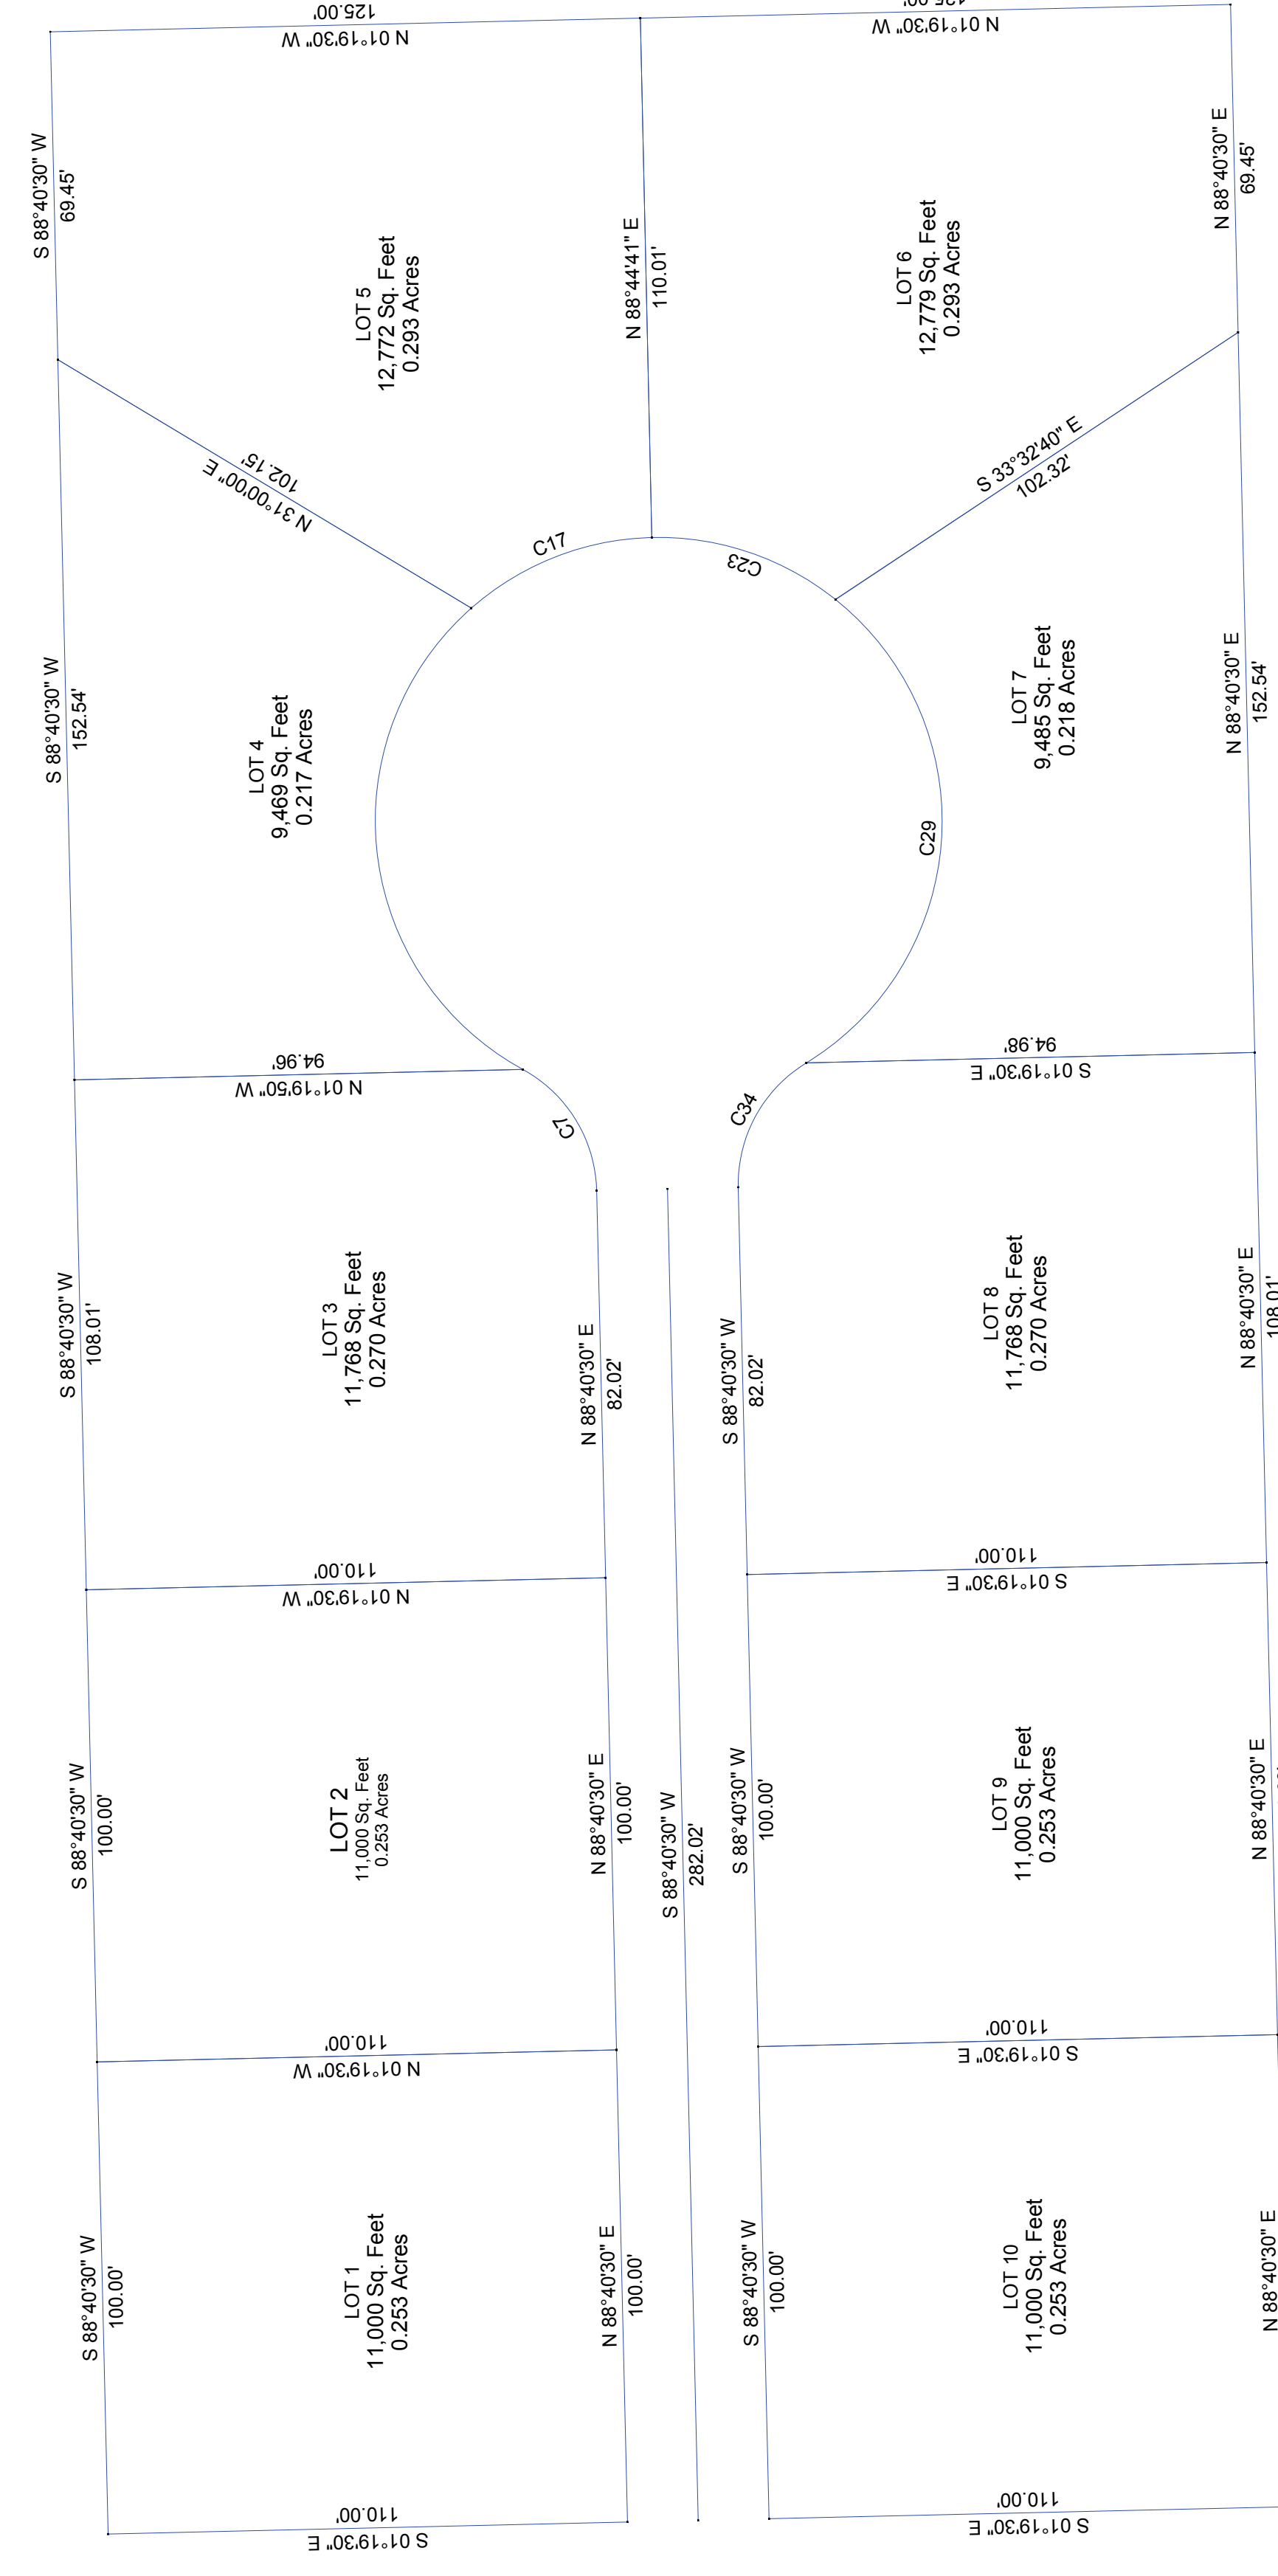 125.00'
N 01°19'30" W
125.00'
N 01°19'30" W
S 88°40'30" W
69.45'
LOT 5
12,772 Sq. Feet
0.293 Acres
N 88°44'41" E
110.01'
LOT 6
12,779 Sq. Feet
0.293 Acres
N 88°40'30" E
69.45'
N 31°00'00" E
102.15'
C17
C23
S 33°32'40" E
102.32'
S 88°40'30" W
152.54'
LOT 4
9,469 Sq. Feet
0.217 Acres
LOT 7
9,485 Sq. Feet
0.218 Acres
C29
N 88°40'30" E
152.54'
94.96'
N 01°19'50" W
C7
C34
94.98'
S 01°19'30" E
S 88°40'30" W
108.01'
LOT 3
11,768 Sq. Feet
0.270 Acres
N 88°40'30" E
82.02'
S 88°40'30" W
82.02'
LOT 8
11,768 Sq. Feet
0.270 Acres
N 88°40'30" E
108.01'
110.00'
N 01°19'30" W
110.00'
S 01°19'30" E
S 88°40'30" W
100.00'
LOT 2
11,000 Sq. Feet
0.253 Acres
N 88°40'30" E
100.00'
S 88°40'30" W
282.02'
S 88°40'30" W
100.00'
LOT 9
11,000 Sq. Feet
0.253 Acres
N 88°40'30" E
110.00'
N 01°19'30" W
110.00'
S 01°19'30" E
S 88°40'30" W
100.00'
LOT 1
11,000 Sq. Feet
0.253 Acres
N 88°40'30" E
100.00'
S 88°40'30" W
100.00'
LOT 10
11,000 Sq. Feet
0.253 Acres
N 88°40'30" E
110.00'
S 01°19'30" E
110.00'
S 01°19'30" E